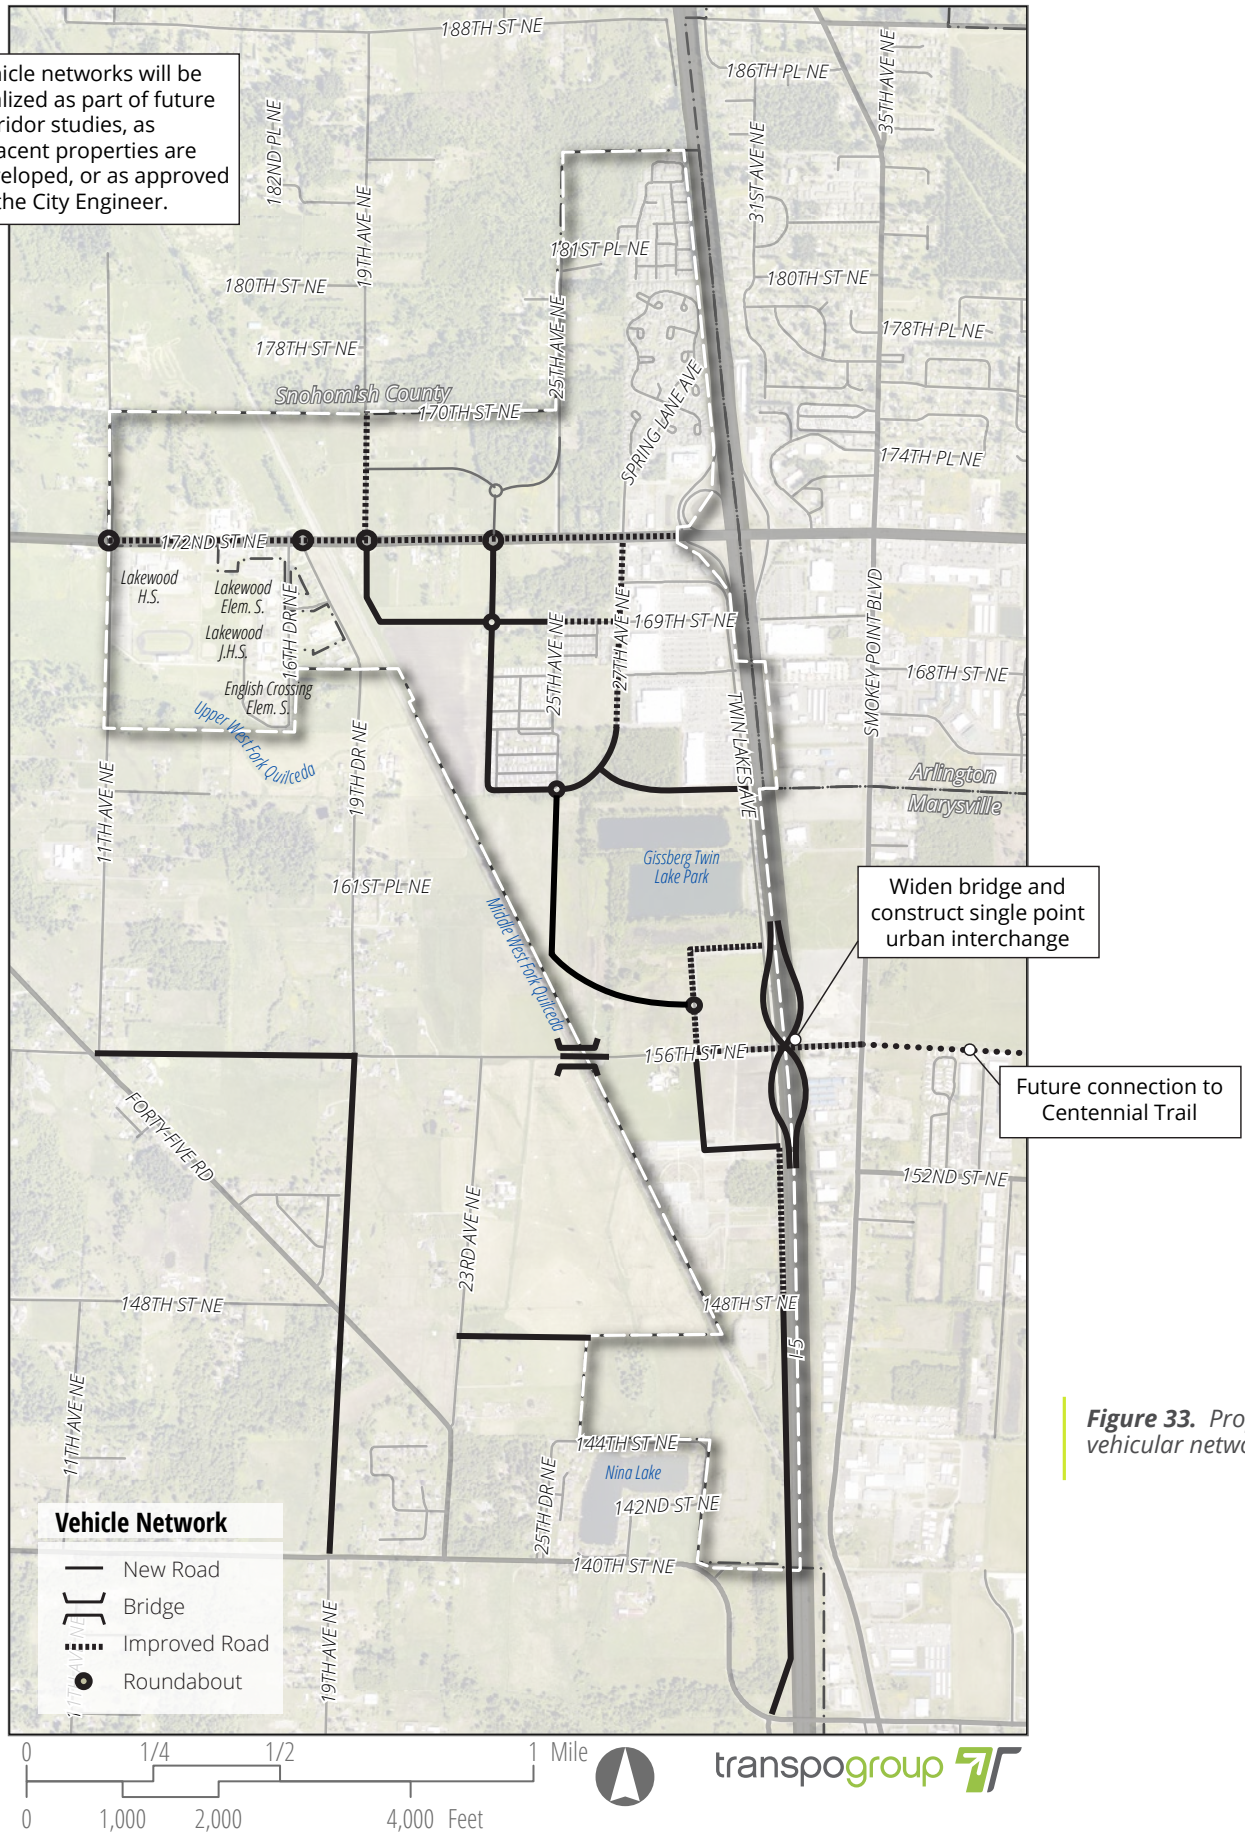 188TH ST NE
186TH PL NE
35TH AVE NE
icle networks will be
lized as part of future
ridor studies, as
acent properties are
veloped, or as approved
the City Engineer.
182ND PL NE
19TH AVE NE
31ST AVE NE
181ST PL NE
180TH ST NE
180TH ST NE
25TH AVE NE
178TH PL NE
178TH ST NE
Snohomish County
170TH ST NE
SPRING LANE AVE
174TH PL NE
172ND ST NE
Lakewood
H.S.
Lakewood
Elem. S.
Lakewood
J.H.S.
16TH DR NE
English Crossing
Elem. S.
Upper West Fork Quilceda
25TH AVE NE
27TH AVE NE
169TH ST NE
SMOKEY POINT BLVD
168TH ST NE
TWIN LAKES AVE
Arlington
Marysville
11TH AVE NE
19TH DR NE
161ST PL NE
Gissberg Twin
Lake Park
Middle West Fork Quilceda
Widen bridge and
construct single point
urban interchange
156TH ST NE
Future connection to
Centennial Trail
FORTY-FIVE RD
152ND ST NE
23RD AVE NE
148TH ST NE
148TH ST NE
I-5
11TH AVE NE
144TH ST NE
Nina Lake
142ND ST NE
25TH DR NE
140TH ST NE
Figure 33. Pro
vehicular netwo
Vehicle Network
New Road
Bridge
Improved Road
Roundabout
11TH AVE NE
19TH AVE NE
0 1/4 1/2 1 Mile
0 1,000 2,000 4,000 Feet
transpogroup